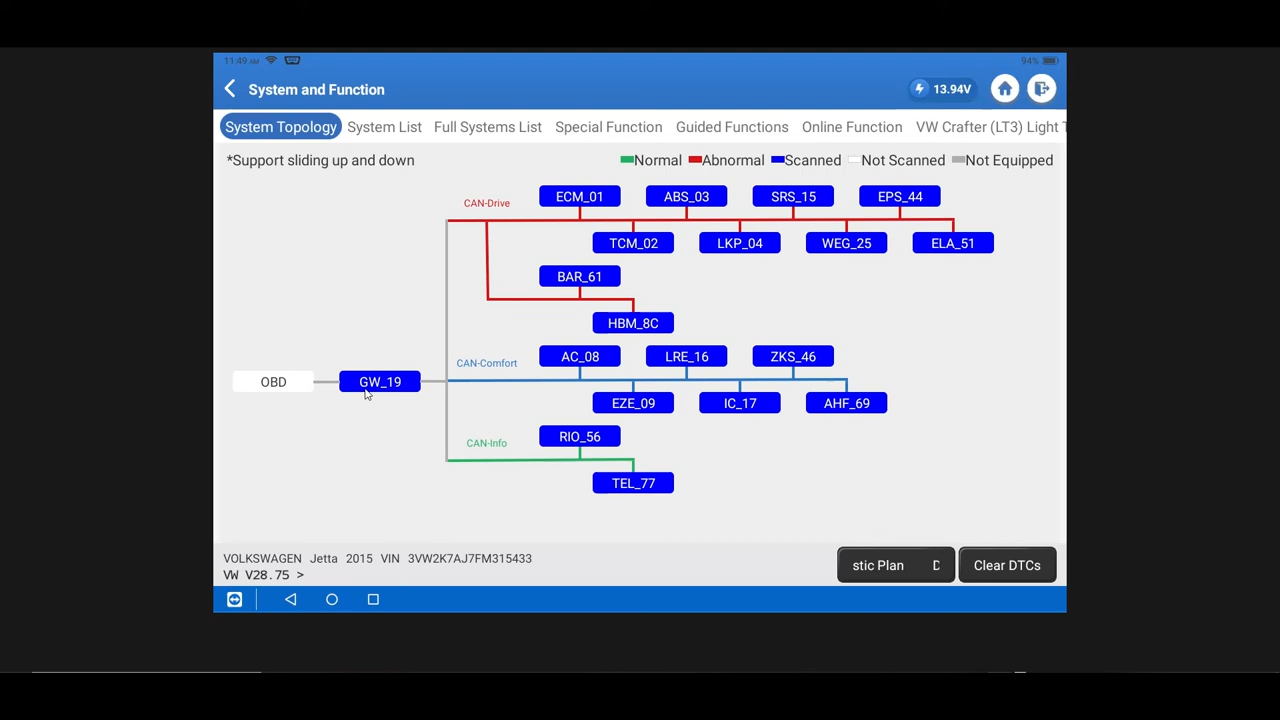 11:49 AM 94%
System and Function 13.94V
System Topology System List Full Systems List Special Function Guided Functions Online Function VW Crafter (LT3) Light T
*Support sliding up and down Normal Abnormal Scanned Not Scanned Not Equipped
CAN-Drive ECM_01 ABS_03 SRS_15 EPS_44
TCM_02 LKP_04 WEG_25 ELA_51
BAR_61
HBM_8C
CAN-Comfort AC_08 LRE_16 ZKS_46
OBD GW_19
EZE_09 IC_17 AHF_69
CAN-Info RIO_56
TEL_77
VOLKSWAGEN Jetta 2015 VIN 3VW2K7AJ7FM315433
VW V28.75 >
stic Plan D Clear DTCs